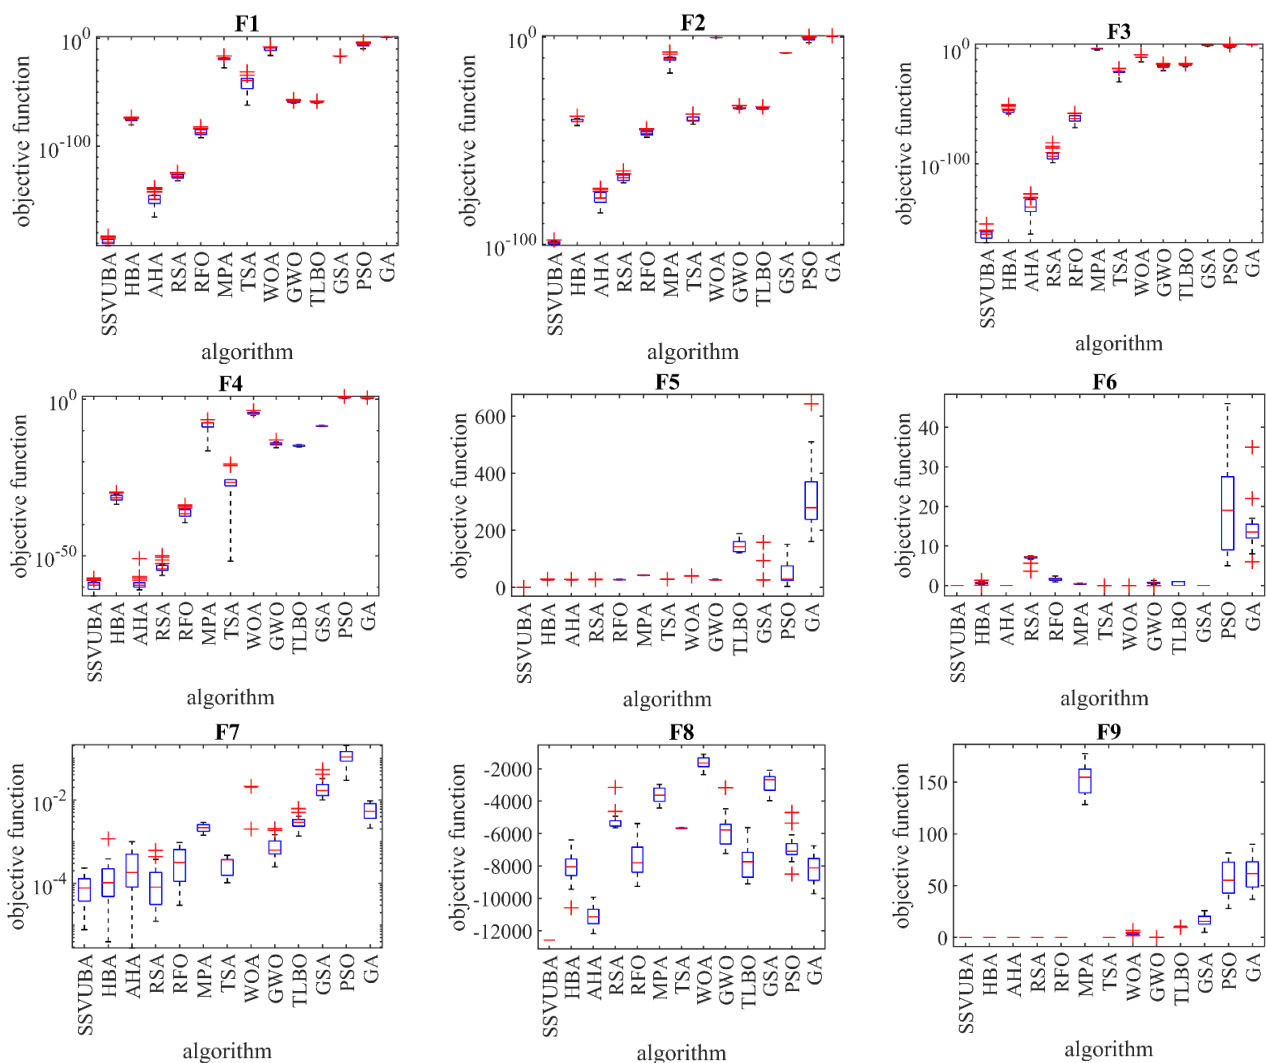 F1
10^0
10^-100
objective function
SSVUBA HBA AHA RSA RFO MPA TSA WOA GWO TLBO GSA PSO GA
algorithm
F2
10^0
10^-100
objective function
SSVUBA HBA AHA RSA RFO MPA TSA WOA GWO TLBO GSA PSO GA
algorithm
F3
10^0
10^-100
objective function
SSVUBA HBA AHA RSA RFO MPA TSA WOA GWO TLBO GSA PSO GA
algorithm
F4
10^0
10^-50
objective function
SSVUBA HBA AHA RSA RFO MPA TSA WOA GWO TLBO GSA PSO GA
algorithm
F5
600
400
200
0
objective function
SSVUBA HBA AHA RSA RFO MPA TSA WOA GWO TLBO GSA PSO GA
algorithm
F6
40
30
20
10
0
objective function
SSVUBA HBA AHA RSA RFO MPA TSA WOA GWO TLBO GSA PSO GA
algorithm
F7
10^-2
10^-4
objective function
SSVUBA HBA AHA RSA RFO MPA TSA WOA GWO TLBO GSA PSO GA
algorithm
F8
-2000
-4000
-6000
-8000
-10000
-12000
objective function
SSVUBA HBA AHA RSA RFO MPA TSA WOA GWO TLBO GSA PSO GA
algorithm
F9
150
100
50
0
objective function
SSVUBA HBA AHA RSA RFO MPA TSA WOA GWO TLBO GSA PSO GA
algorithm